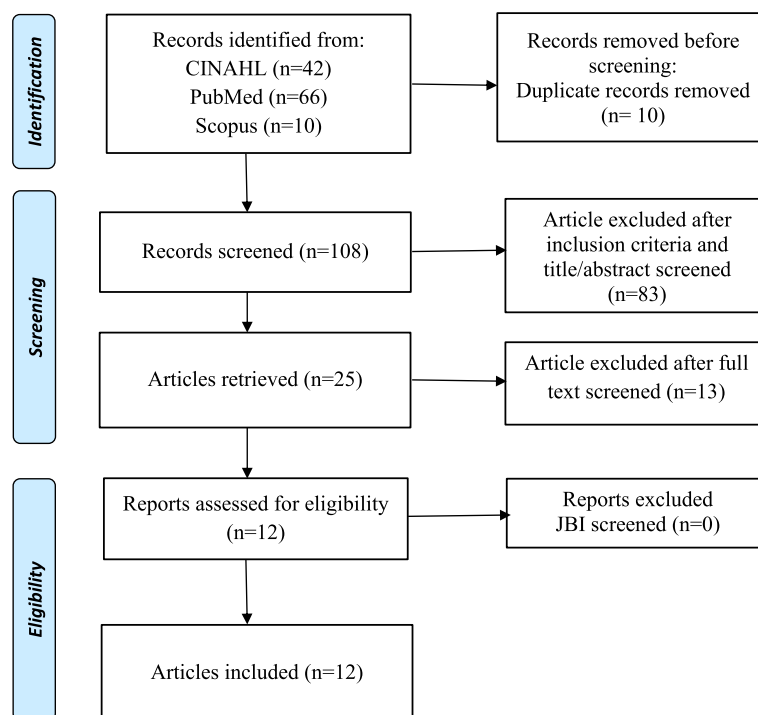 Identification
Records identified from:
CINAHL (n=42)
PubMed (n=66)
Scopus (n=10)
Records removed before
screening:
Duplicate records removed
(n= 10)
Screening
Records screened (n=108)
Article excluded after
inclusion criteria and
title/abstract screened
(n=83)
Articles retrieved (n=25)
Article excluded after full
text screened (n=13)
Eligibility
Reports assessed for eligibility
(n=12)
Reports excluded
JBI screened (n=0)
Articles included (n=12)